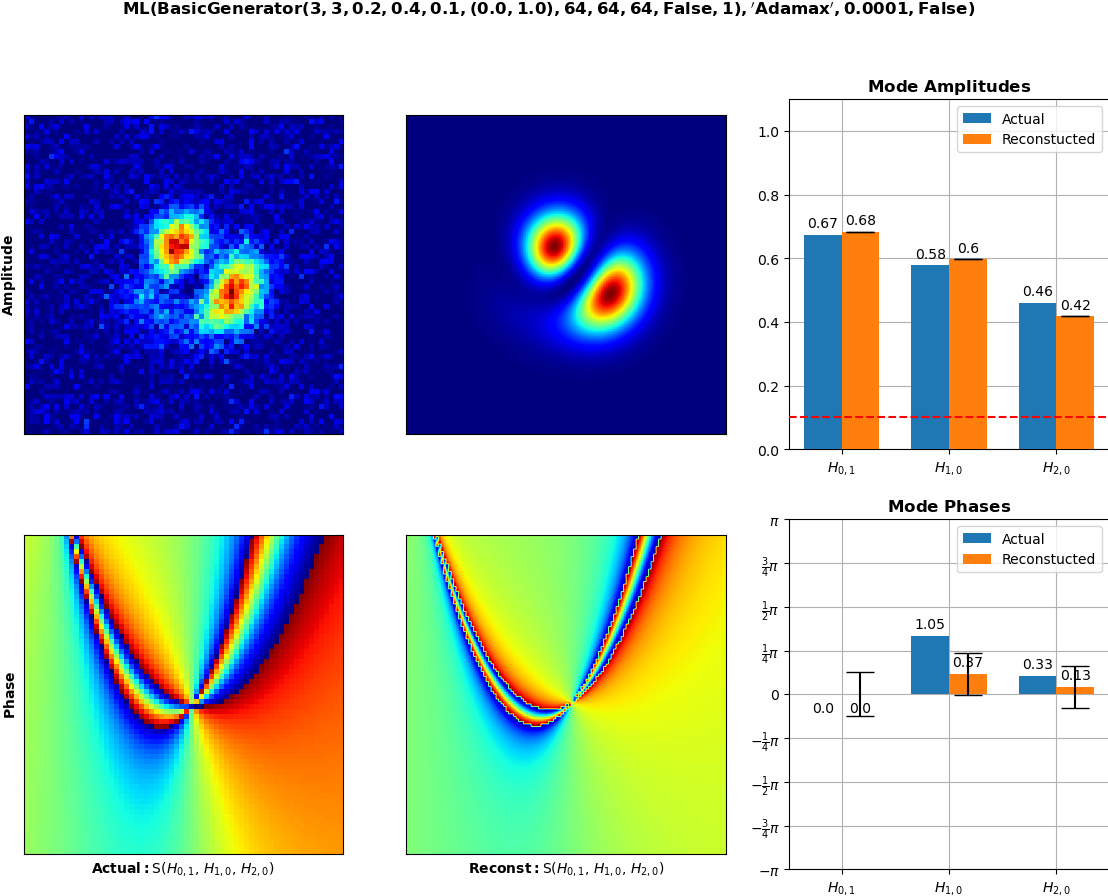 ML(BasicGenerator(3, 3, 0.2, 0.4, 0.1, (0.0, 1.0), 64, 64, 64, False, 1), ′Adamax′, 0.0001, False)
Amplitude
Mode Amplitudes
Actual
Reconstucted
1.0
0.8
0.6
0.4
0.2
0.0
0.67
0.68
0.58
0.6
0.46
0.42
H0, 1
H1, 0
H2, 0
Phase
Actual: S(H0, 1, H1, 0, H2, 0)
Reconst: S(H0, 1, H1, 0, H2, 0)
Mode Phases
Actual
Reconstucted
π
3/4π
1/2π
1/4π
0
−1/4π
−1/2π
−3/4π
−π
0.0
0.0
1.05
0.37
0.33
0.13
H0, 1
H1, 0
H2, 0